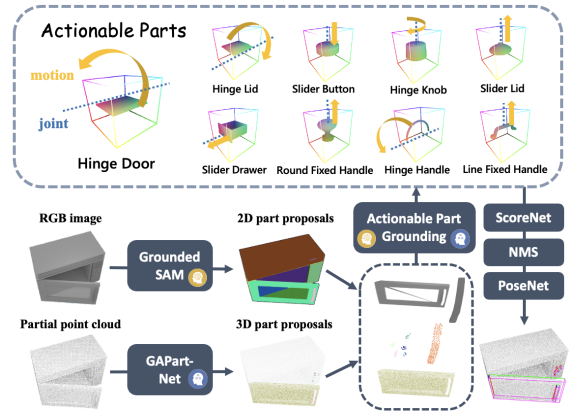 Actionable Parts
motion
joint
Hinge Door
Hinge Lid
Slider Button
Hinge Knob
Slider Lid
Slider Drawer
Round Fixed Handle
Hinge Handle
Line Fixed Handle
RGB image
Grounded
SAM
2D part proposals
Actionable Part
Grounding
ScoreNet
NMS
PoseNet
Partial point cloud
GAPart-
Net
3D part proposals